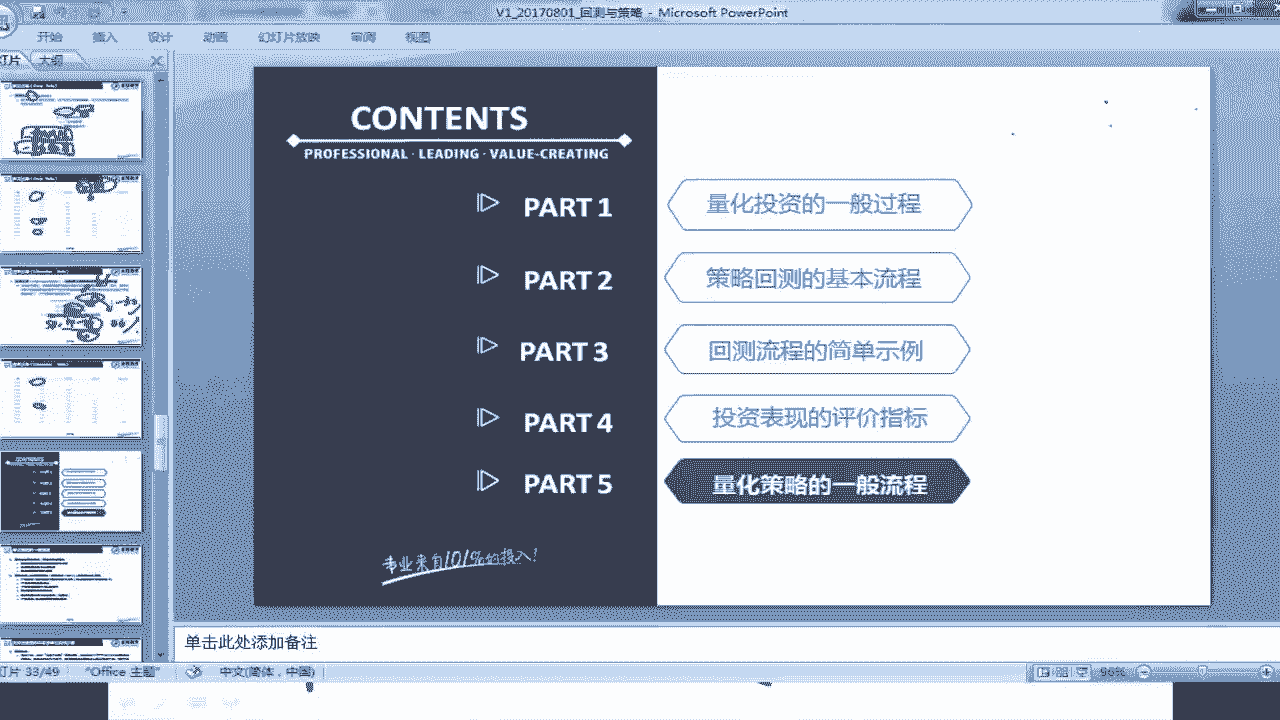 V1_20170801_回测与策略 - Microsoft PowerPoint
开始 插入 设计 动画 幻灯片放映 审阅 视图
灯片 大纲
CONTENTS
PROFESSIONAL · LEADING · VALUE-CREATING
PART 1 量化投资的一般过程
PART 2 策略回测的基本流程
PART 3 回测流程的简单示例
PART 4 投资表现的评价指标
PART 5 量化策略的一般流程
专业来自101%的投入!
单击此处添加备注
灯片 33/49 "Office 主题" 中文(简体，中国) 96%